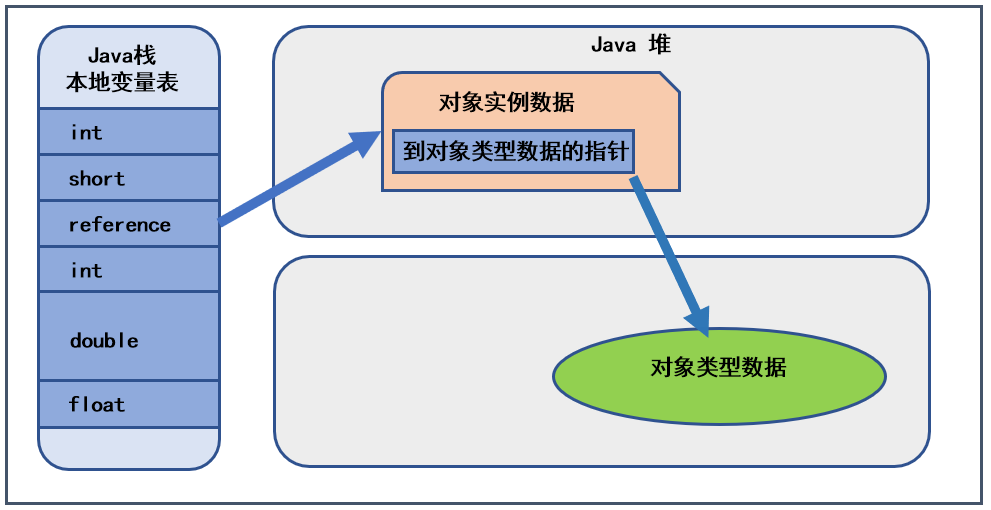 Java栈
本地变量表
int
short
reference
int
double
float
Java 堆
对象实例数据
到对象类型数据的指针
对象类型数据